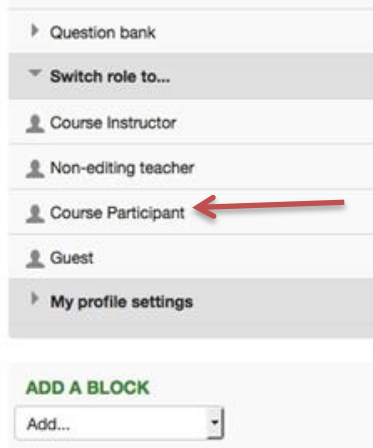 Question bank
Switch role to...
Course Instructor
Non-editing teacher
Course Participant
Guest
My profile settings
ADD A BLOCK
Add...